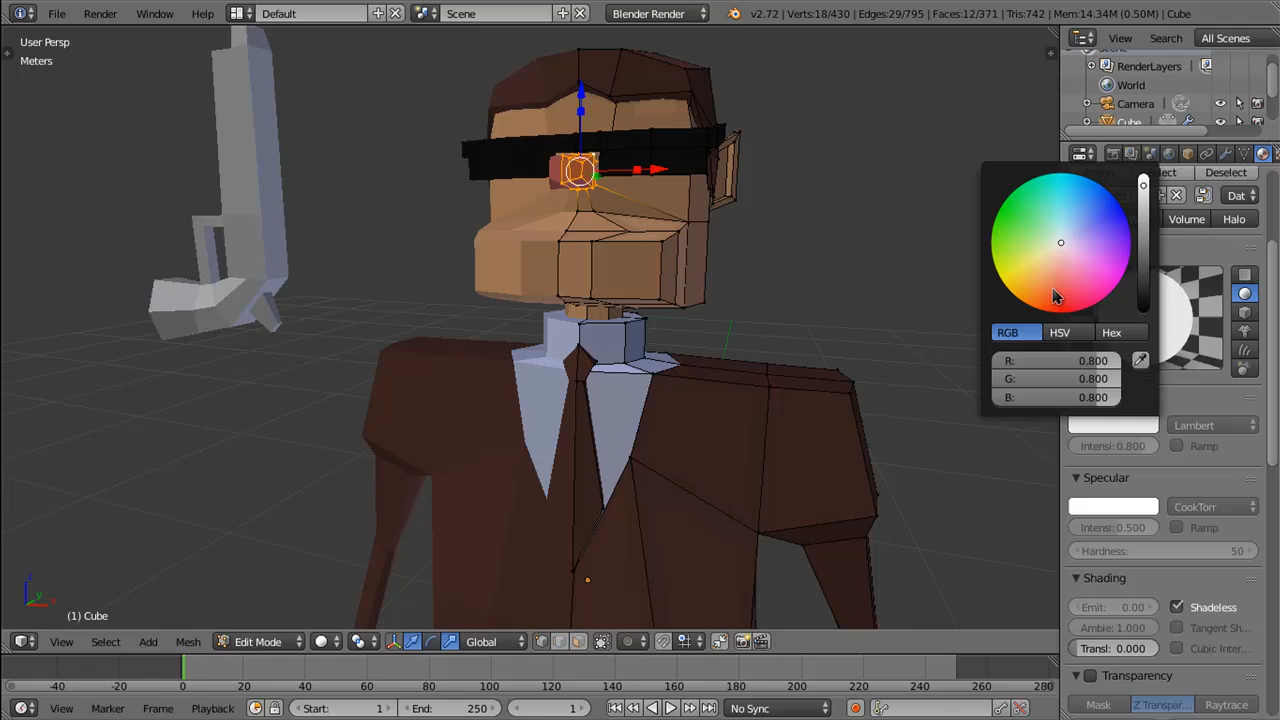 File Render Window Help Default Scene Blender Render v2.72 | Verts:18/430 | Edges:29/795 | Faces:12/371 | Tris:742 | Mem:14.34M (0.50M) | Cube
User Persp
Meters
View Search All Scenes
RenderLayers
World
Camera
Cube
Select Deselect
Dat
Volume Halo
RGB HSV Hex
R: 0.800
G: 0.800
B: 0.800
Lambert
Intensi: 0.800 Ramp
Specular
CookTorr
Intensi: 0.500 Ramp
Hardness: 50
Shading
Emit: 0.00 Shadeless
Ambie: 1.000 Tangent Sh...
Transl: 0.000 Cubic Inter...
Transparency
Mask Z Transpar... Raytrace
(1) Cube
View Select Add Mesh Edit Mode Global
-40 -20 0 20 40 60 80 100 120 140 160 180 200 220 240 260 280
View Marker Frame Playback Start: 1 End: 250 1 No Sync